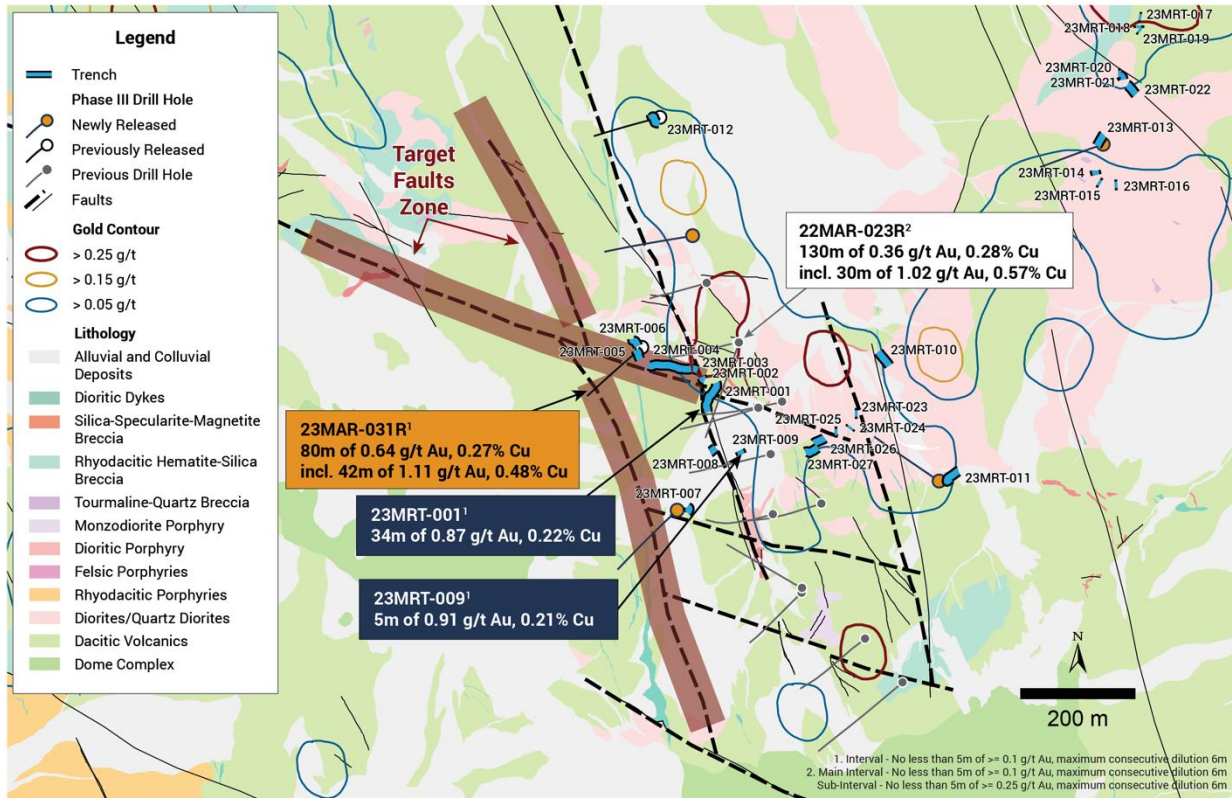 Legend
Trench
Phase III Drill Hole
Newly Released
Previously Released
Previous Drill Hole
Faults
Gold Contour
> 0.25 g/t
> 0.15 g/t
> 0.05 g/t
Lithology
Alluvial and Colluvial
Deposits
Dioritic Dykes
Silica-Specularite-Magnetite
Breccia
Rhyodacitic Hematite-Silica
Breccia
Tourmaline-Quartz Breccia
Monzodiorite Porphyry
Dioritic Porphyry
Felsic Porphyries
Rhyodacitic Porphyries
Diorites/Quartz Diorites
Dacitic Volcanics
Dome Complex
Target
Faults
Zone
23MRT-017
23MRT-018
23MRT-019
23MRT-020
23MRT-021
23MRT-022
23MRT-012
23MRT-013
23MRT-014
23MRT-015
23MRT-016
22MAR-023R²
130m of 0.36 g/t Au, 0.28% Cu
incl. 30m of 1.02 g/t Au, 0.57% Cu
23MRT-006
23MRT-005
23MRT-004
23MRT-003
23MRT-002
23MRT-001
23MRT-010
23MRT-023
23MRT-025
23MRT-024
23MRT-009
23MRT-026
23MRT-008
23MRT-027
23MRT-011
23MRT-007
23MAR-031R¹
80m of 0.64 g/t Au, 0.27% Cu
incl. 42m of 1.11 g/t Au, 0.48% Cu
23MRT-001¹
34m of 0.87 g/t Au, 0.22% Cu
23MRT-009¹
5m of 0.91 g/t Au, 0.21% Cu
N
200 m
1. Interval - No less than 5m of >= 0.1 g/t Au, maximum consecutive dilution 6m
2. Main Interval - No less than 5m of >= 0.1 g/t Au, maximum consecutive dilution 6m
Sub-Interval - No less than 5m of >= 0.25 g/t Au, maximum consecutive dilution 6m